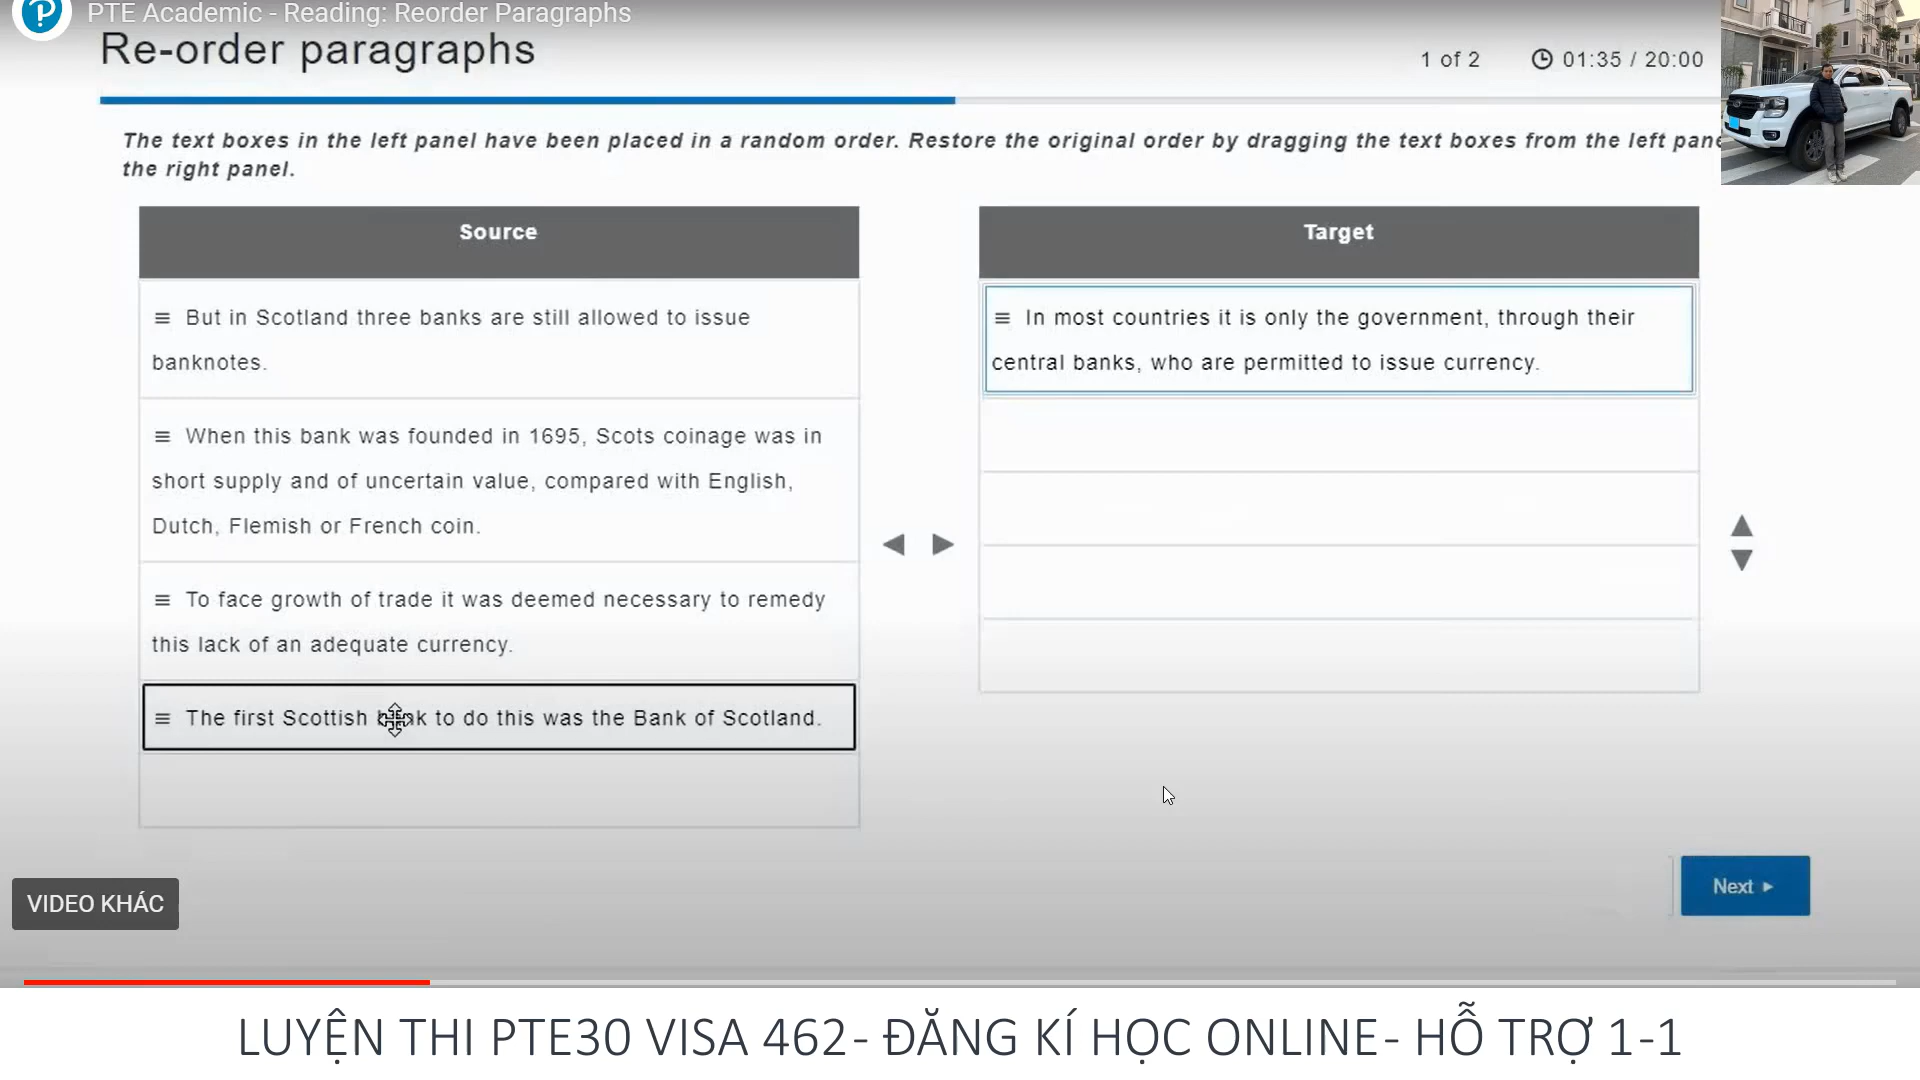 PTE Academic - Reading: Reorder Paragraphs
Re-order paragraphs
1 of 2
01:35 / 20:00
The text boxes in the left panel have been placed in a random order. Restore the original order by dragging the text boxes from the left
the right panel.
Source
Target
But in Scotland three banks are still allowed to issue
banknotes.
When this bank was founded in 1695, Scots coinage was in
short supply and of uncertain value, compared with English,
Dutch, Flemish or French coin.
To face growth of trade it was deemed necessary to remedy
this lack of an adequate currency.
The first Scottish bank to do this was the Bank of Scotland.
In most countries it is only the government, through their
central banks, who are permitted to issue currency.
Next
VIDEO KHÁC
LUYỆN THI PTE30 VISA 462- ĐĂNG KÍ HỌC ONLINE- HỖ TRỢ 1-1